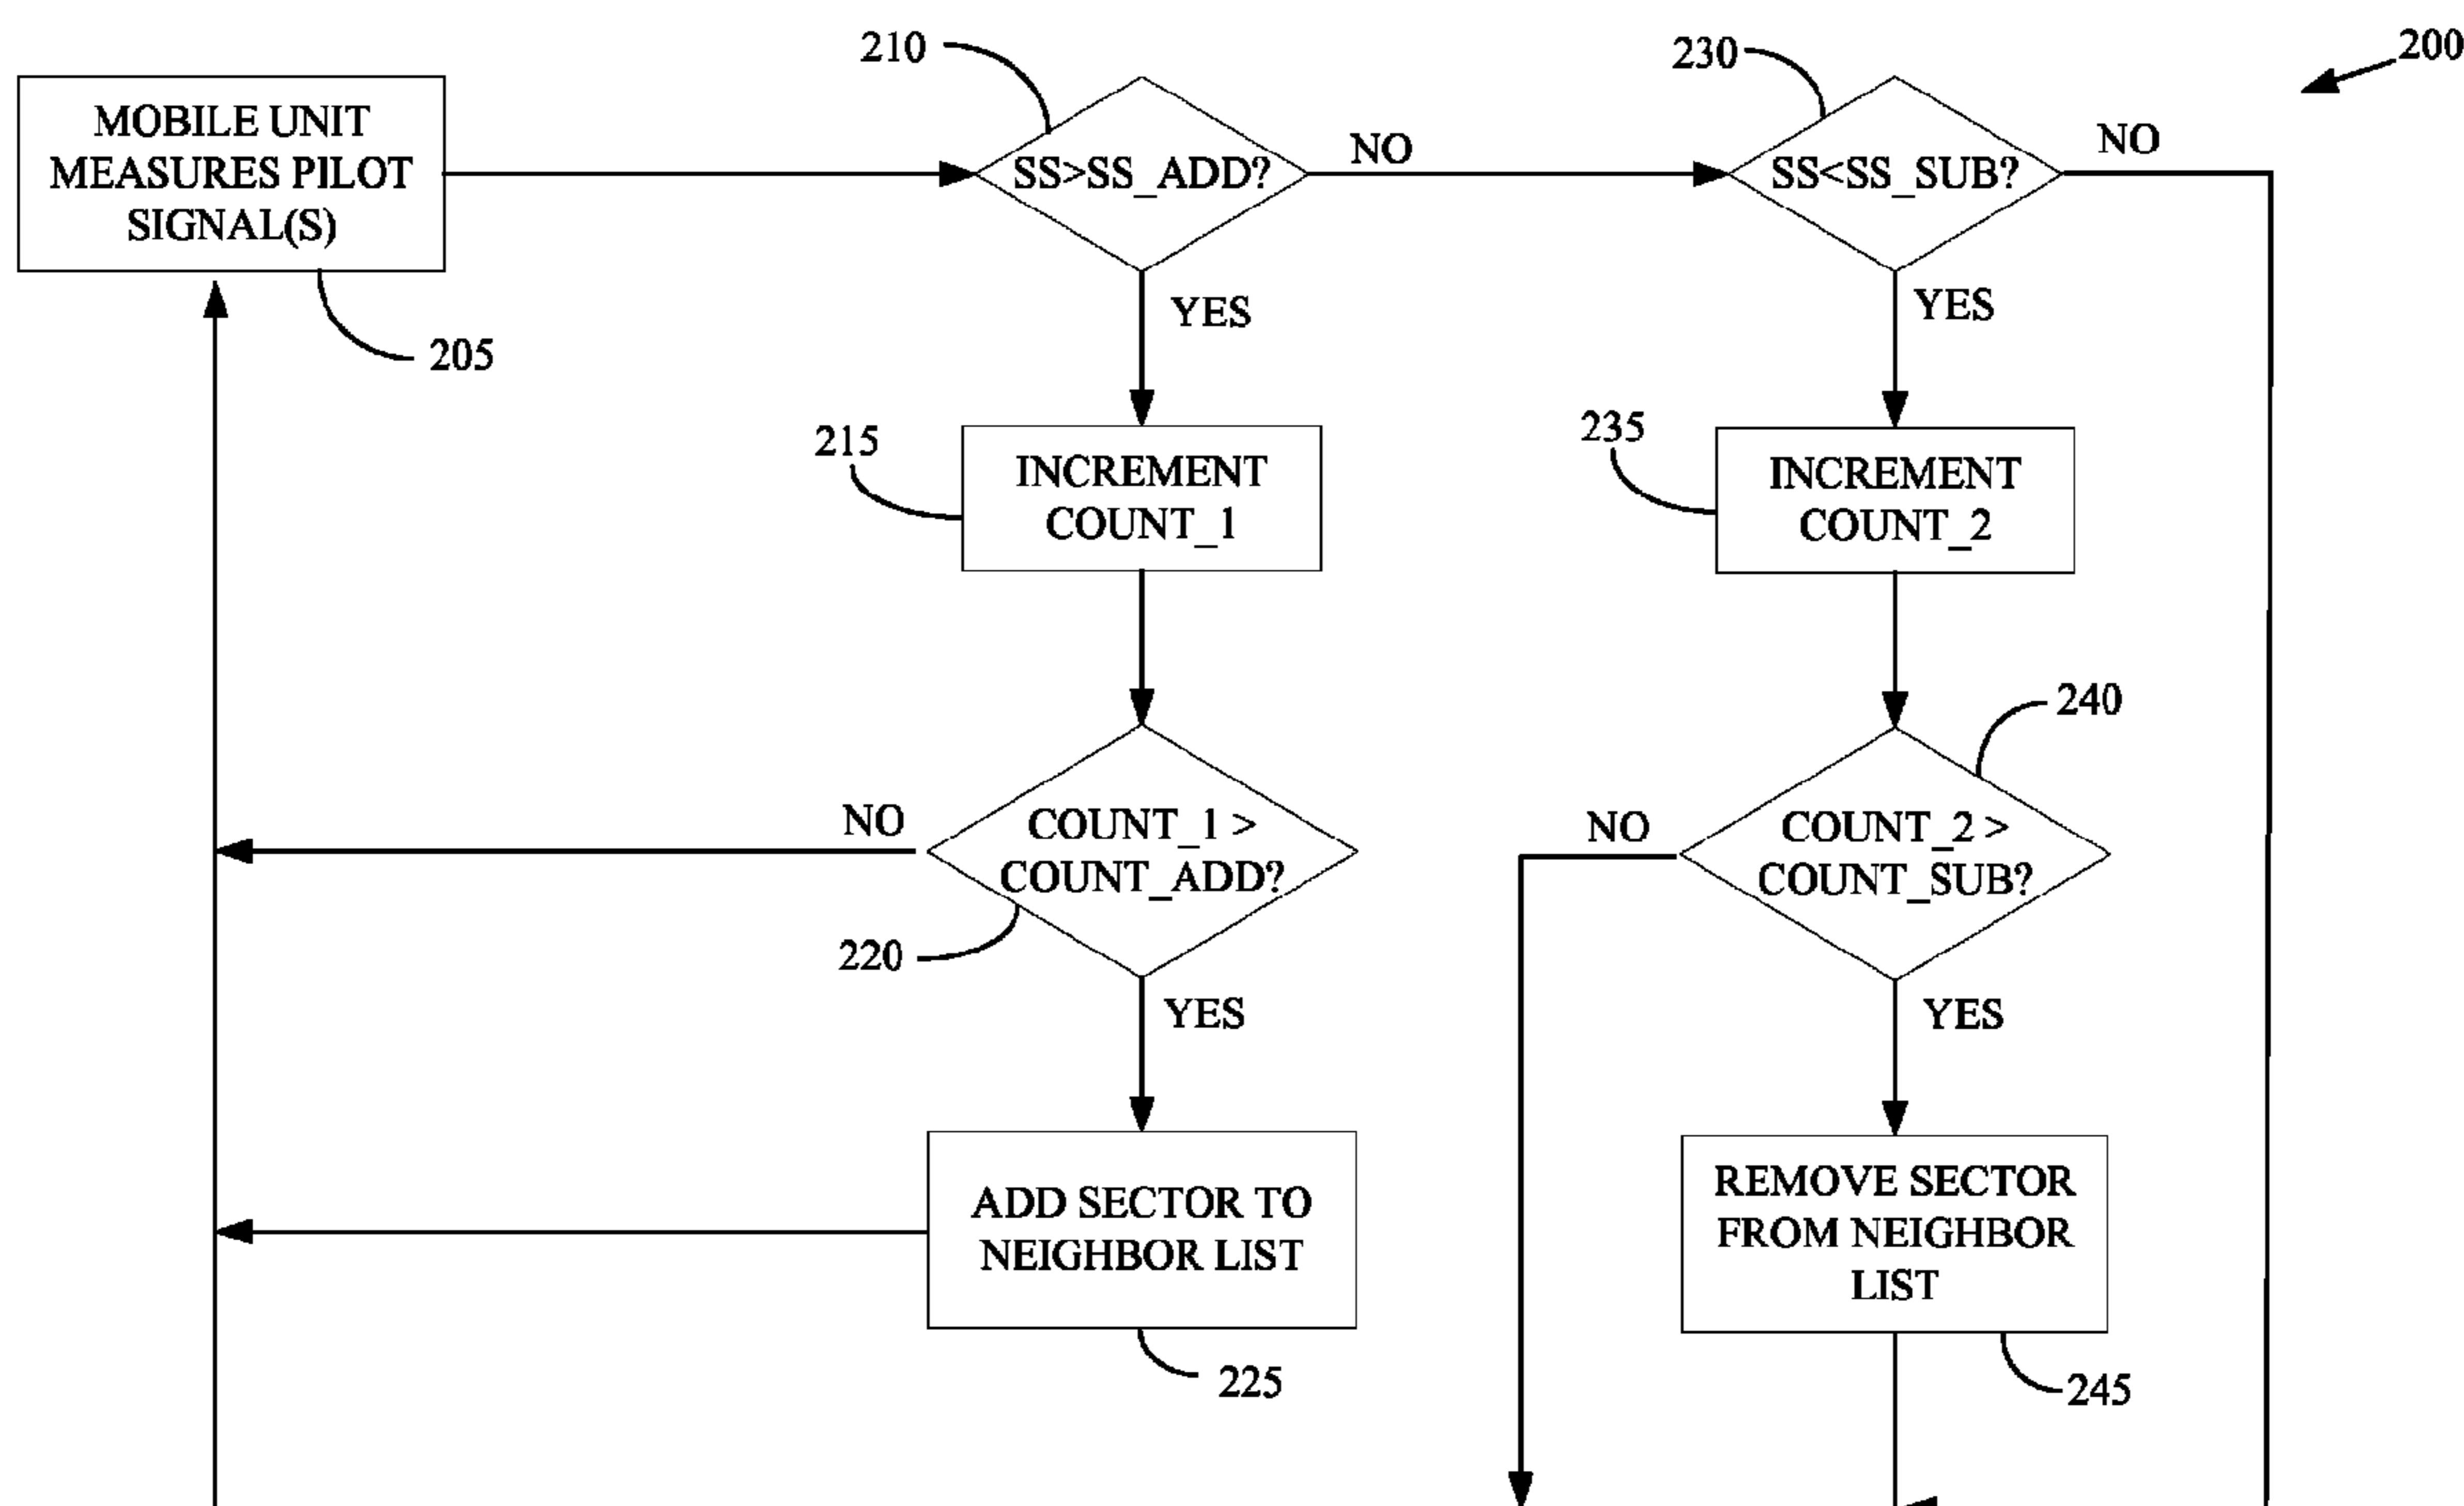 200
210
230
MOBILE UNIT
MEASURES PILOT
SIGNAL(S)
205
SS>SS_ADD?
NO
YES
SS<SS_SUB?
NO
YES
215
INCREMENT
COUNT_1
235
INCREMENT
COUNT_2
240
NO
COUNT_1 >
COUNT_ADD?
220
YES
NO
COUNT_2 >
COUNT_SUB?
YES
ADD SECTOR TO
NEIGHBOR LIST
225
REMOVE SECTOR
FROM NEIGHBOR
LIST
245